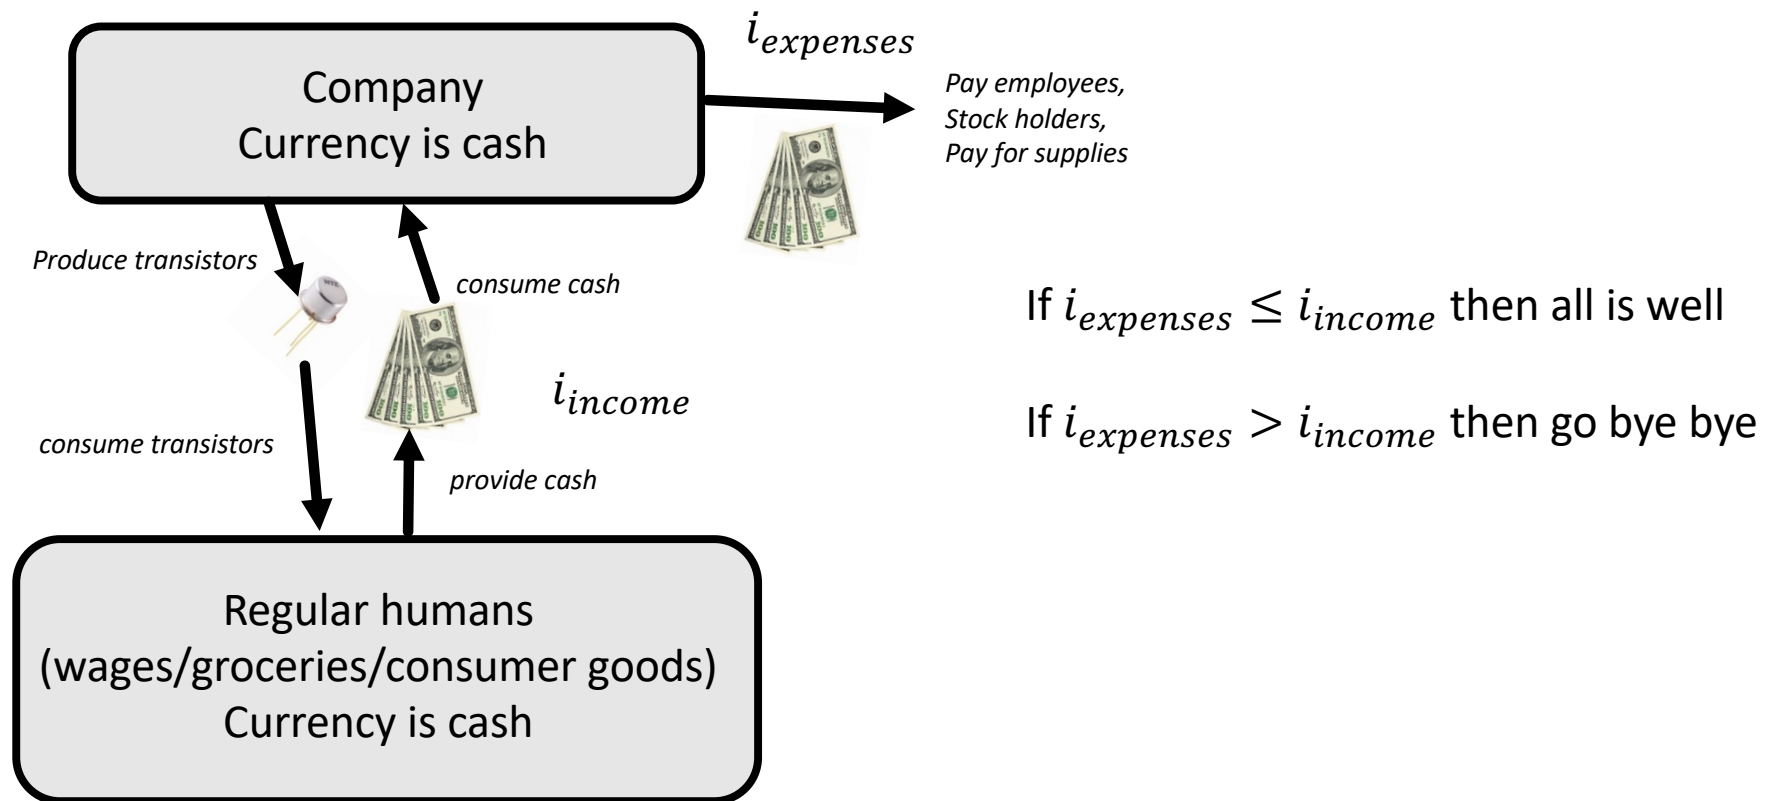 i_expenses
Company
Currency is cash
Pay employees,
Stock holders,
Pay for supplies
Produce transistors
consume cash
If i_expenses ≤ i_income then all is well
i_income
If i_expenses > i_income then go bye bye
consume transistors
provide cash
Regular humans
(wages/groceries/consumer goods)
Currency is cash